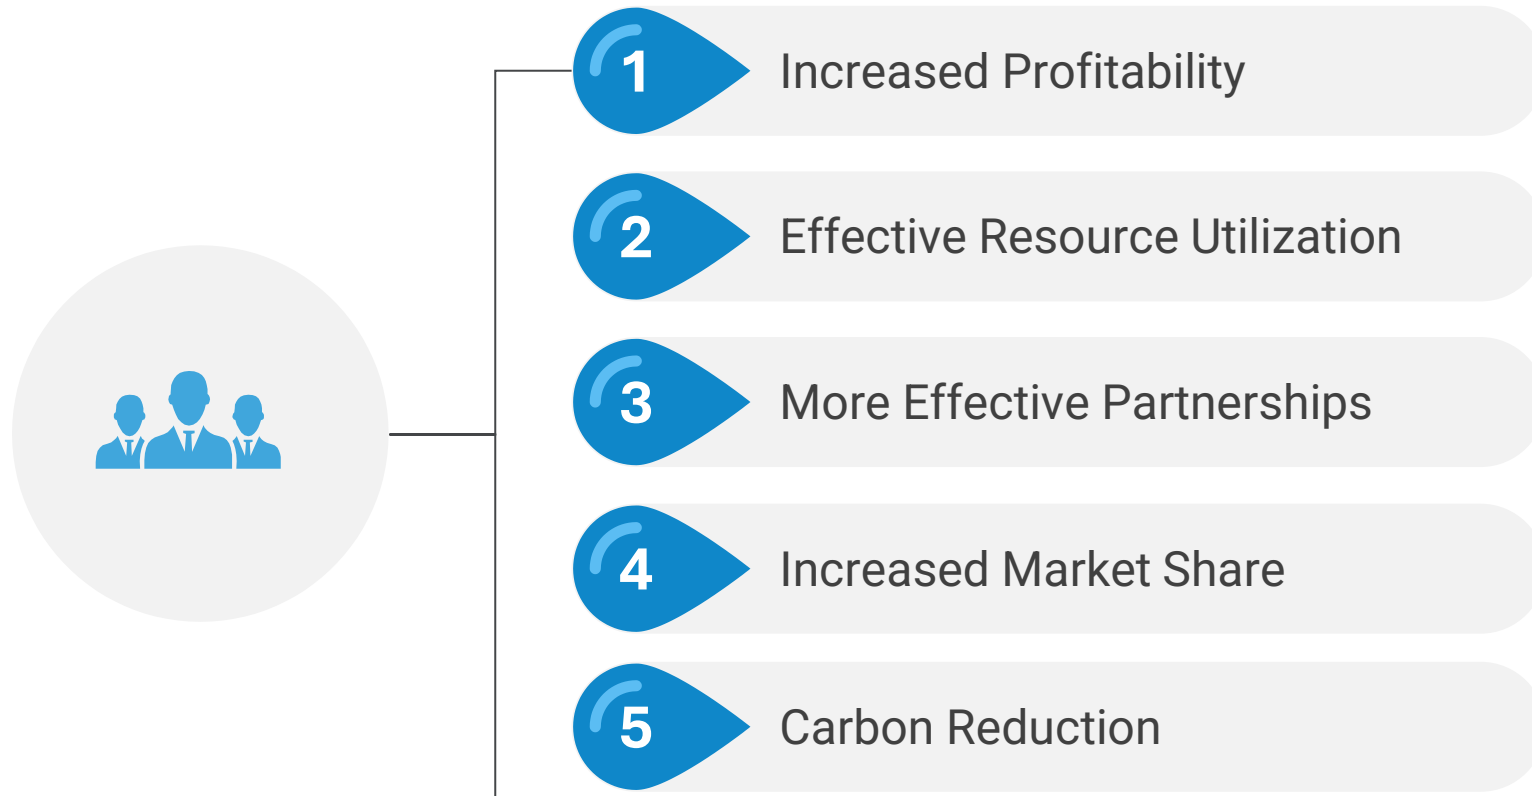 1 Increased Profitability
2 Effective Resource Utilization
3 More Effective Partnerships
4 Increased Market Share
5 Carbon Reduction